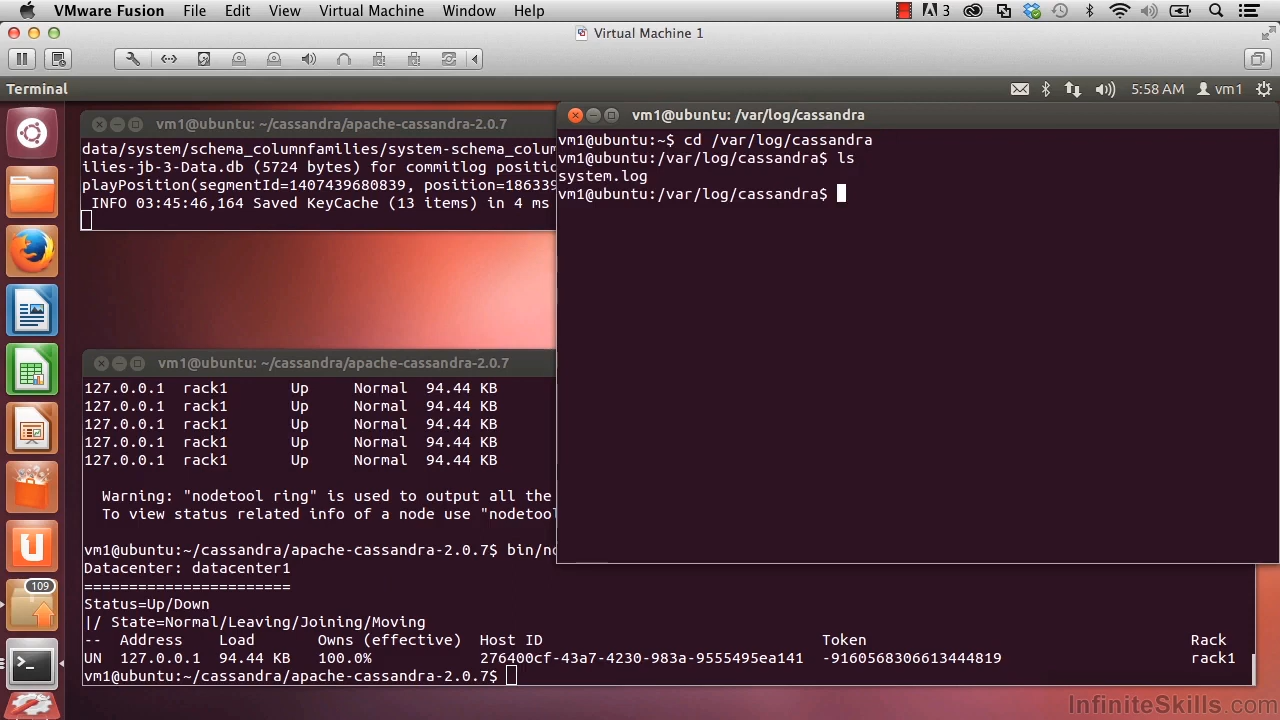 VMware Fusion File Edit View Virtual Machine Window Help 3
Virtual Machine 1
Terminal 5:58 AM vm1
vm1@ubuntu: ~/cassandra/apache-cassandra-2.0.7
data/system/schema_columnfamilies/system-schema_colum
ilies-jb-3-Data.db (5724 bytes) for commitlog positio
playPosition(segmentId=1407439680839, position=186339
INFO 03:45:46,164 Saved KeyCache (13 items) in 4 ms
vm1@ubuntu: /var/log/cassandra
vm1@ubuntu:~$ cd /var/log/cassandra
vm1@ubuntu:/var/log/cassandra$ ls
system.log
vm1@ubuntu:/var/log/cassandra$
vm1@ubuntu: ~/cassandra/apache-cassandra-2.0.7
127.0.0.1 rack1 Up Normal 94.44 KB
127.0.0.1 rack1 Up Normal 94.44 KB
127.0.0.1 rack1 Up Normal 94.44 KB
127.0.0.1 rack1 Up Normal 94.44 KB
127.0.0.1 rack1 Up Normal 94.44 KB
Warning: "nodetool ring" is used to output all the
To view status related info of a node use "nodetool
vm1@ubuntu:~/cassandra/apache-cassandra-2.0.7$ bin/no
Datacenter: datacenter1
=======================
Status=Up/Down
|/ State=Normal/Leaving/Joining/Moving
-- Address Load Owns (effective) Host ID Token Rack
UN 127.0.0.1 94.44 KB 100.0% 276400cf-43a7-4230-983a-9555495ea141 -9160568306613444819 rack1
vm1@ubuntu:~/cassandra/apache-cassandra-2.0.7$
109
InfiniteSkills.com